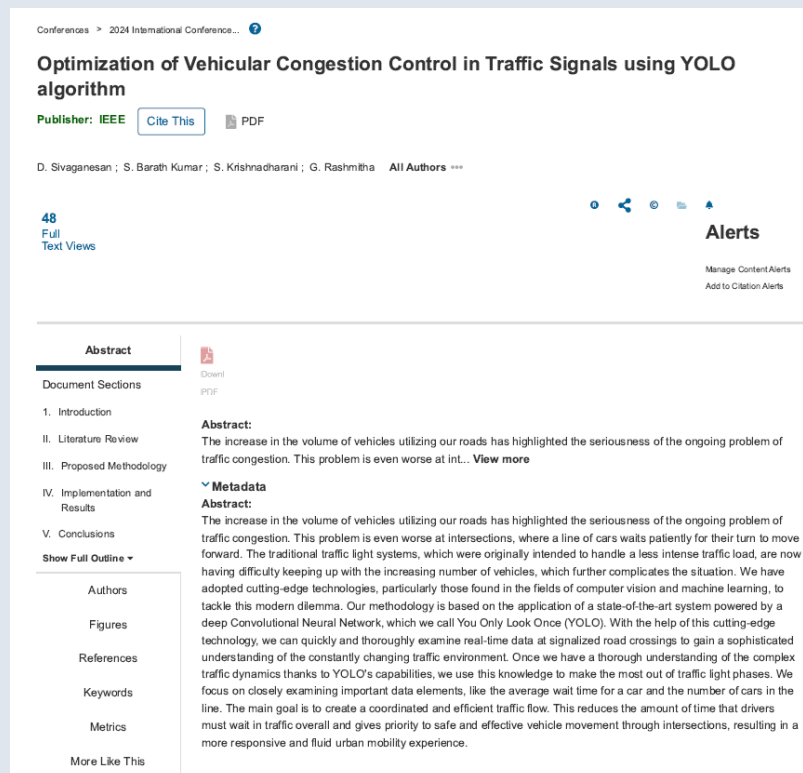 Conferences > 2024 International Conference... ?
Optimization of Vehicular Congestion Control in Traffic Signals using YOLO
algorithm
Publisher: IEEE Cite This PDF
D. Sivaganesan ; S. Barath Kumar ; S. Krishnadharani ; G. Rashmitha All Authors
48
Full
Text Views
Alerts
Manage Content Alerts
Add to Citation Alerts
Abstract
Document Sections
1. Introduction
II. Literature Review
III. Proposed Methodology
IV. Implementation and
Results
V. Conclusions
Show Full Outline
Authors
Figures
References
Keywords
Metrics
More Like This
Downl
PDF
Abstract:
The increase in the volume of vehicles utilizing our roads has highlighted the seriousness of the ongoing problem of
traffic congestion. This problem is even worse at int... View more
Metadata
Abstract:
The increase in the volume of vehicles utilizing our roads has highlighted the seriousness of the ongoing problem of
traffic congestion. This problem is even worse at intersections, where a line of cars waits patiently for their turn to move
forward. The traditional traffic light systems, which were originally intended to handle a less intense traffic load, are now
having difficulty keeping up with the increasing number of vehicles, which further complicates the situation. We have
adopted cutting-edge technologies, particularly those found in the fields of computer vision and machine learning, to
tackle this modern dilemma. Our methodology is based on the application of a state-of-the-art system powered by a
deep Convolutional Neural Network, which we call You Only Look Once (YOLO). With the help of this cutting-edge
technology, we can quickly and thoroughly examine real-time data at signalized road crossings to gain a sophisticated
understanding of the constantly changing traffic environment. Once we have a thorough understanding of the complex
traffic dynamics thanks to YOLO's capabilities, we use this knowledge to make the most out of traffic light phases. We
focus on closely examining important data elements, like the average wait time for a car and the number of cars in the
line. The main goal is to create a coordinated and efficient traffic flow. This reduces the amount of time that drivers
must wait in traffic overall and gives priority to safe and effective vehicle movement through intersections, resulting in a
more responsive and fluid urban mobility experience.